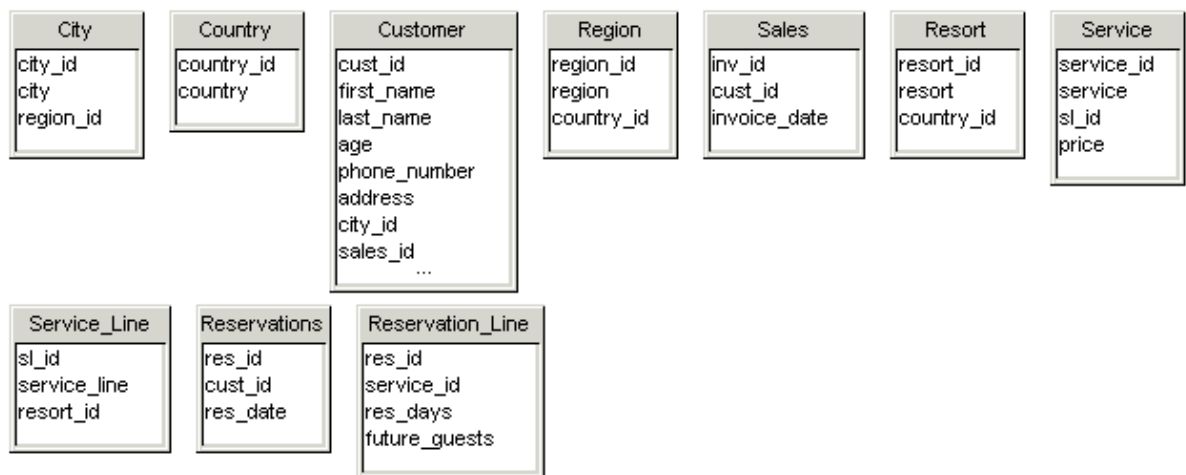 City
city_id
city
region_id
Country
country_id
country
Customer
cust_id
first_name
last_name
age
phone_number
address
city_id
sales_id
...
Region
region_id
region
country_id
Sales
inv_id
cust_id
invoice_date
Resort
resort_id
resort
country_id
Service
service_id
service
sl_id
price
Service_Line
sl_id
service_line
resort_id
Reservations
res_id
cust_id
res_date
Reservation_Line
res_id
service_id
res_days
future_guests